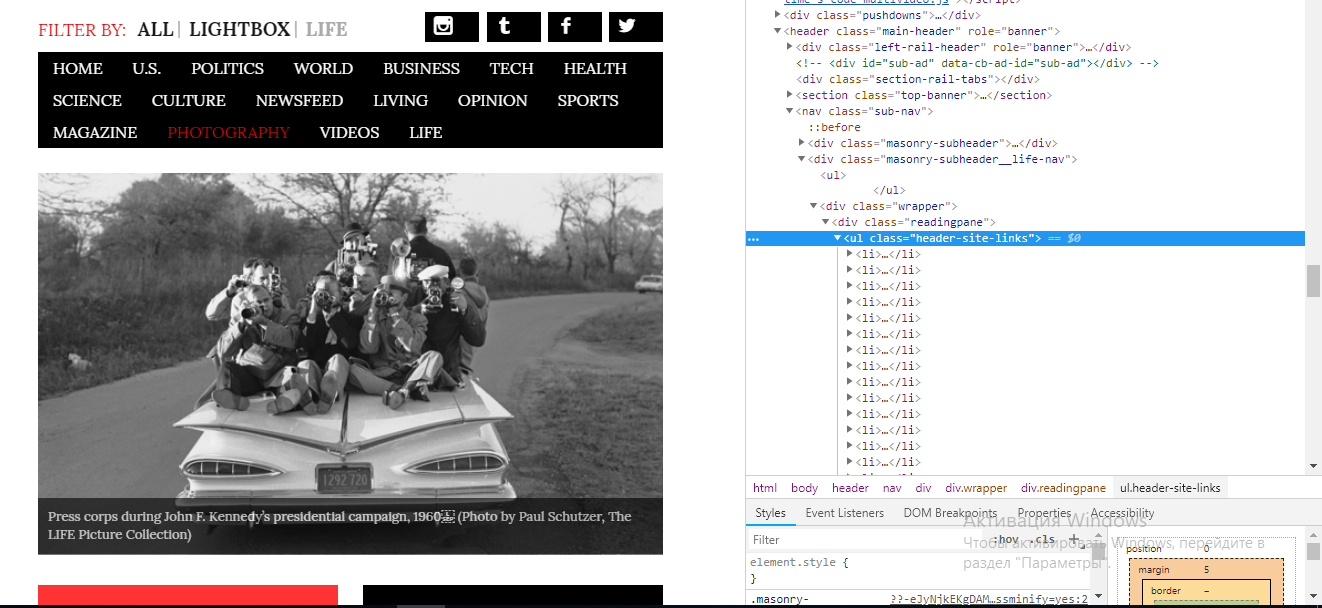 FILTER BY: ALL | LIGHTBOX | LIFE
HOME U.S. POLITICS WORLD BUSINESS TECH HEALTH
SCIENCE CULTURE NEWSFEED LIVING OPINION SPORTS
MAGAZINE PHOTOGRAPHY VIDEOS LIFE
1292 720
Press corps during John F. Kennedy's presidential campaign, 1960 (Photo by Paul Schutzer, The
LIFE Picture Collection)
time's-code-multivideo.js"></script>
<div class="pushdowns">…</div>
<header class="main-header" role="banner">
<div class="left-rail-header" role="banner">…</div>
<!-- <div id="sub-ad" data-cb-ad-id="sub-ad"></div> -->
<div class="section-rail-tabs"></div>
<section class="top-banner">…</section>
<nav class="sub-nav">
::before
<div class="masonry-subheader">…</div>
<div class="masonry-subheader__life-nav">
<ul>
</ul>
<div class="wrapper">
<div class="readingpane">
… <ul class="header-site-links"> == $0
<li>…</li>
<li>…</li>
<li>…</li>
<li>…</li>
<li>…</li>
<li>…</li>
<li>…</li>
<li>…</li>
<li>…</li>
<li>…</li>
<li>…</li>
<li>…</li>
<li>…</li>
<li>…</li>
html body header nav div div.wrapper div.readingpane ul.header-site-links
Styles Event Listeners DOM Breakpoints Properties Accessibility
Активация Windows
Чтобы активировать Windows, перейдите в
раздел "Параметры".
Filter :hov .cls +
element.style {
}
.masonry- ??-eJyNjkEKgDAM…ssminify=yes:2
position 0
margin 5
border –